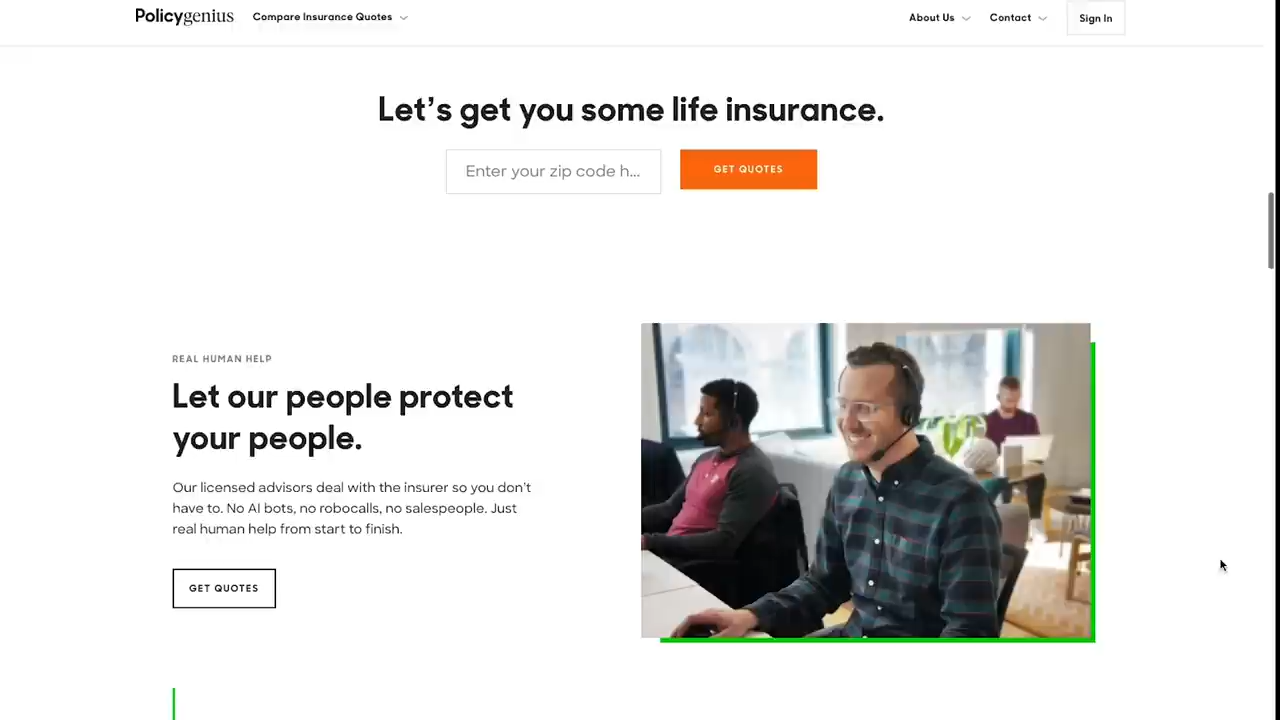 Policygenius Compare Insurance Quotes About Us Contact Sign In
Let's get you some life insurance.
Enter your zip code h... GET QUOTES
REAL HUMAN HELP
Let our people protect
your people.
Our licensed advisors deal with the insurer so you don't
have to. No AI bots, no robocalls, no salespeople. Just
real human help from start to finish.
GET QUOTES